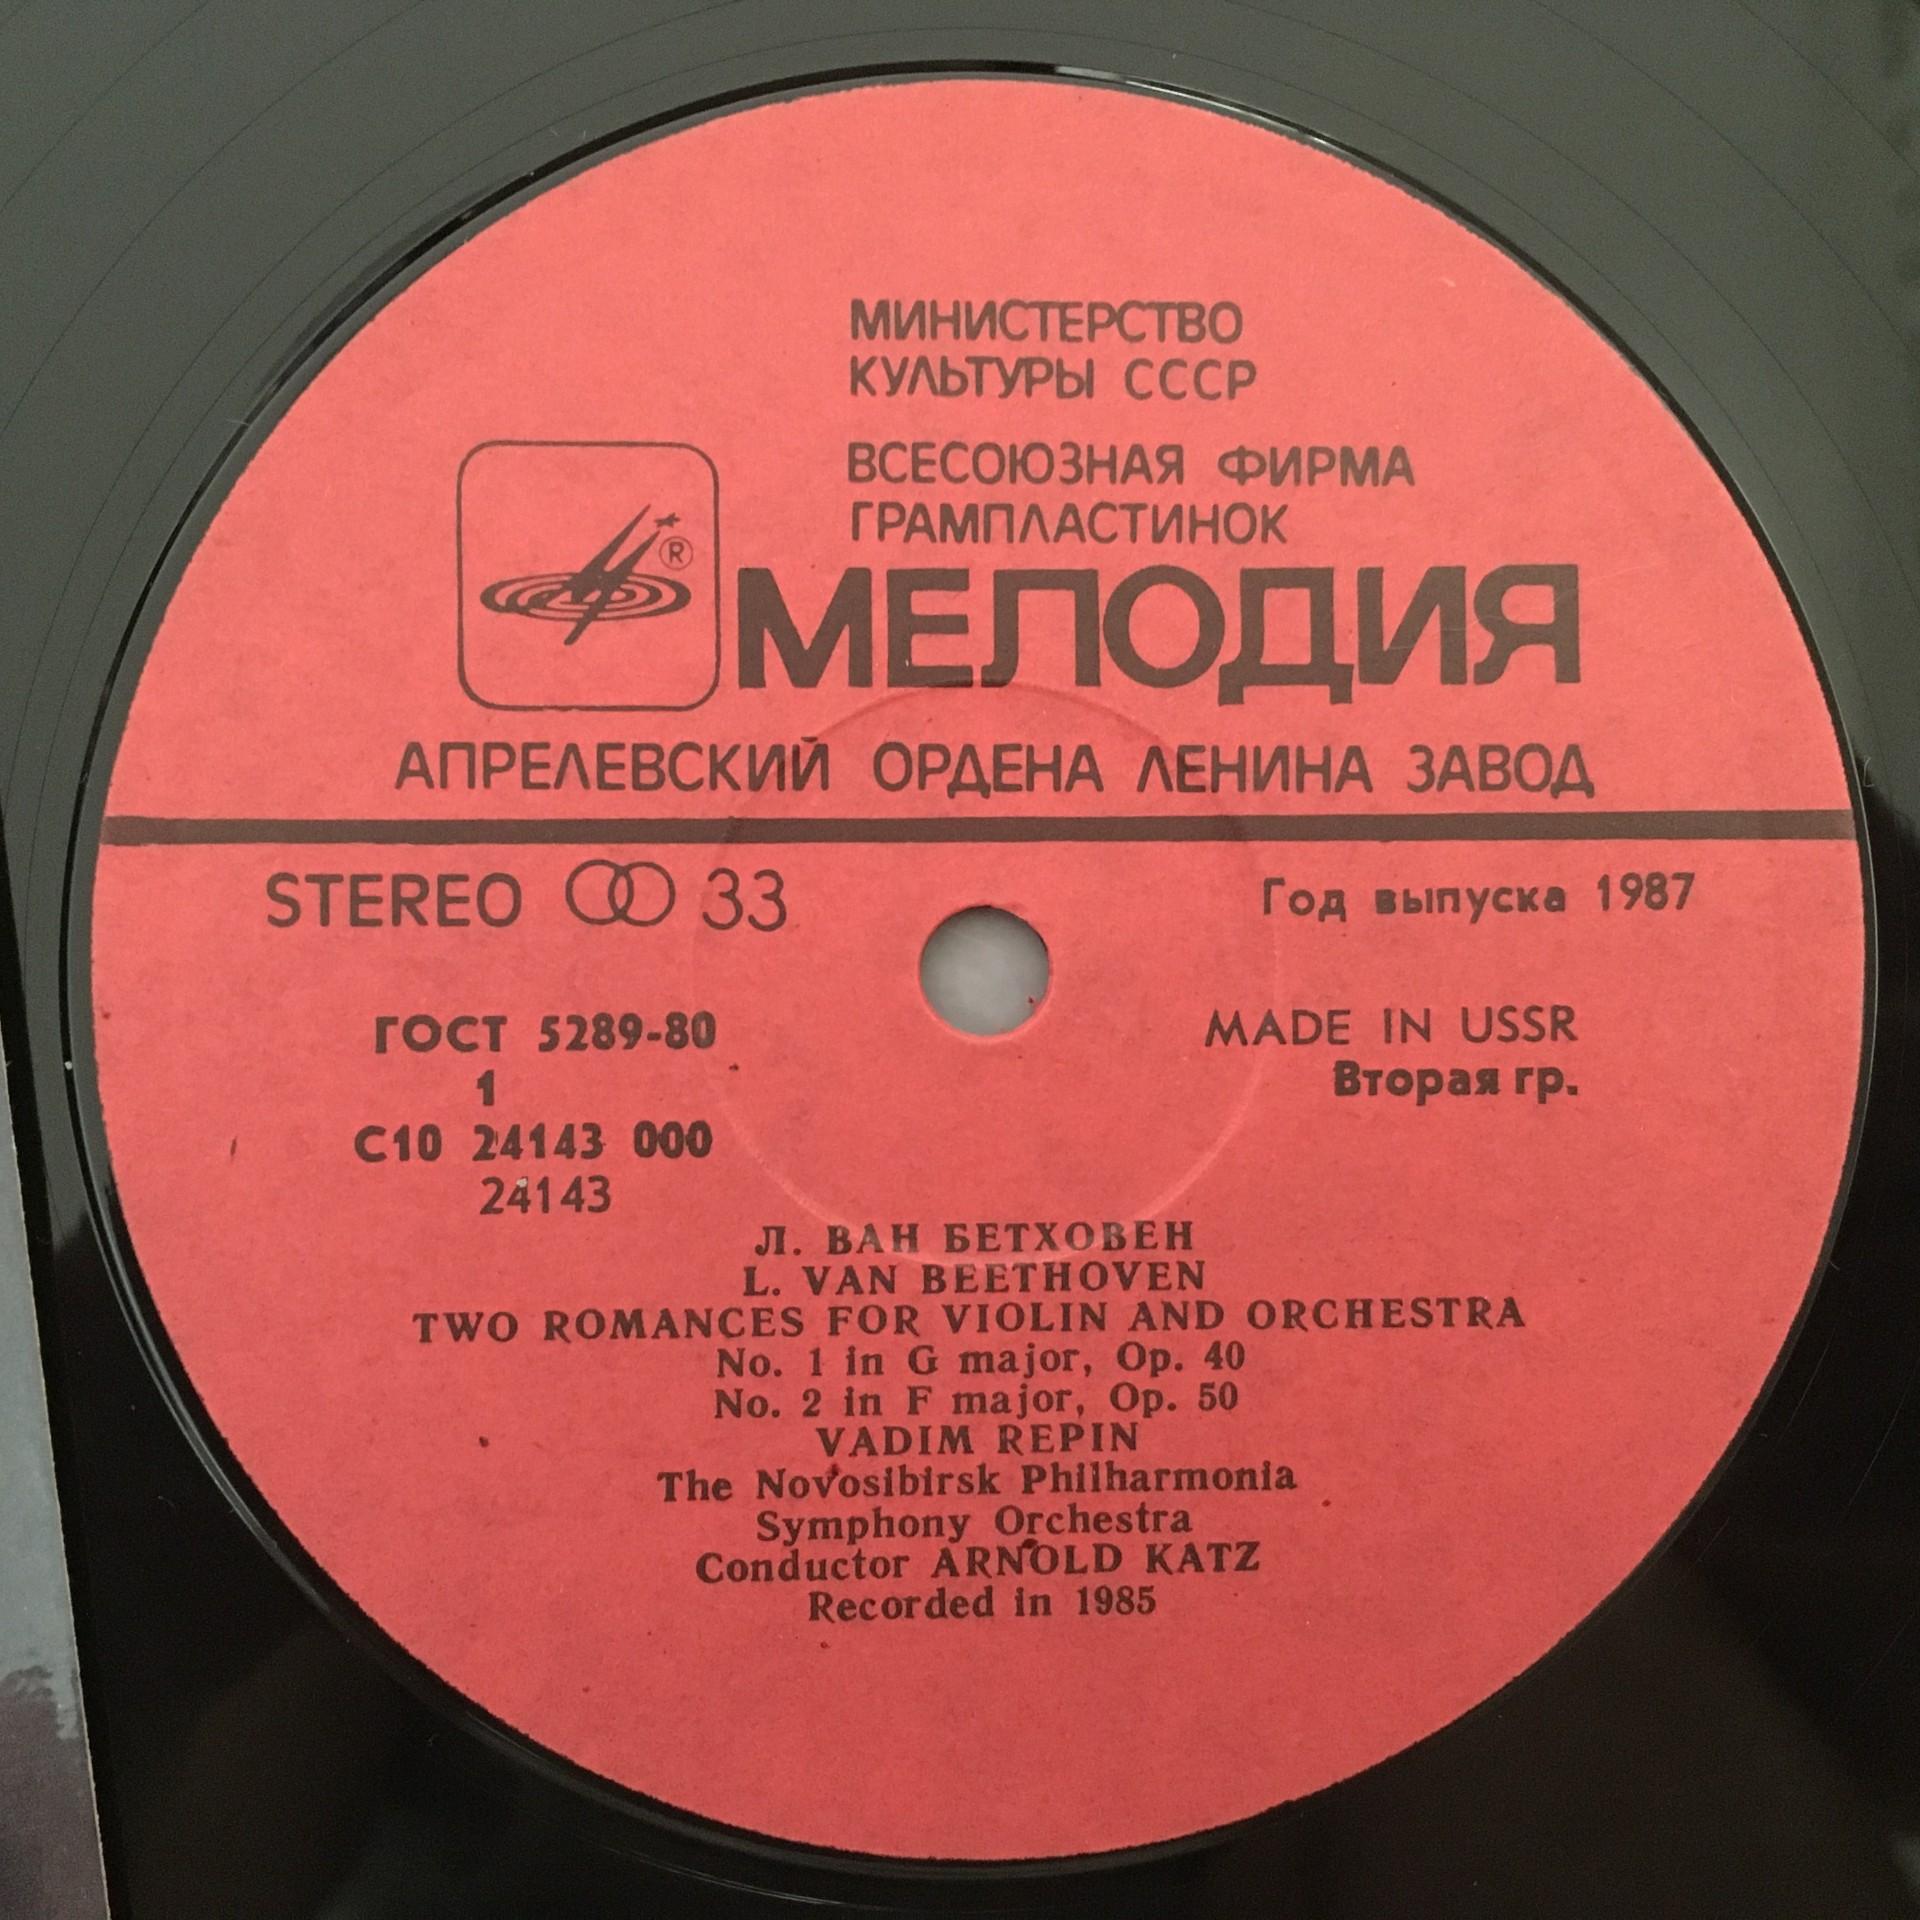 МИНИСТЕРСТВО
КУЛЬТУРЫ СССР
ВСЕСОЮЗНАЯ ФИРМА
ГРАМПЛАСТИНОК
®
МЕЛОДИЯ
АПРЕЛЕВСКИЙ ОРДЕНА ЛЕНИНА ЗАВОД
STEREO 33
Год выпуска 1987
ГОСТ 5289-80
MADE IN USSR
1
Вторая гр.
С10 24143 000
24143
Л. ВАН БЕТХОВЕН
L. VAN BEETHOVEN
TWO ROMANCES FOR VIOLIN AND ORCHESTRA
No. 1 in G major, Op. 40
No. 2 in F major, Op. 50
VADIM REPIN
The Novosibirsk Philharmonia
Symphony Orchestra
Conductor ARNOLD KATZ
Recorded in 1985